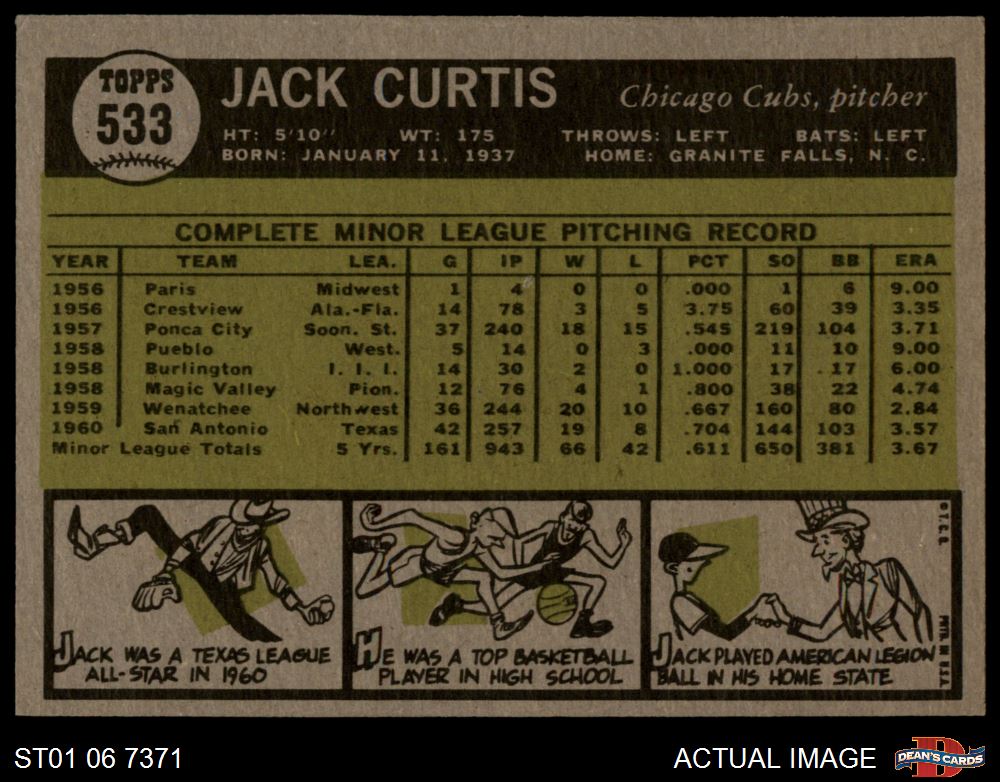 TOPPS
533
JACK CURTIS
Chicago Cubs, pitcher
HT: 5'10" WT: 175 THROWS: LEFT BATS: LEFT
BORN: JANUARY 11, 1937 HOME: GRANITE FALLS, N. C.
COMPLETE MINOR LEAGUE PITCHING RECORD
YEAR TEAM LEA. G IP W L PCT SO BB ERA
1956 Paris Midwest 1 4 0 0 .000 1 6 9.00
1956 Crestview Ala.-Fla. 14 78 3 5 3.75 60 39 3.35
1957 Ponca City Soon. St. 37 240 18 15 .545 219 104 3.71
1958 Pueblo West. 5 14 0 3 .000 11 10 9.00
1958 Burlington I. I. I. 14 30 2 0 1.000 17 17 6.00
1958 Magic Valley Pion. 12 76 4 1 .800 38 22 4.74
1959 Wenatchee Northwest 36 244 20 10 .667 160 80 2.84
1960 San Antonio Texas 42 257 19 8 .704 144 103 3.57
Minor League Totals 5 Yrs. 161 943 66 42 .611 650 381 3.67
JACK WAS A TEXAS LEAGUE
ALL-STAR IN 1960
HE WAS A TOP BASKETBALL
PLAYER IN HIGH SCHOOL
JACK PLAYED AMERICAN LEGION
BALL IN HIS HOME STATE
© T.C.G.
PRTD. IN U.S.A.
ST01 06 7371
ACTUAL IMAGE
D
DEAN'S CARDS